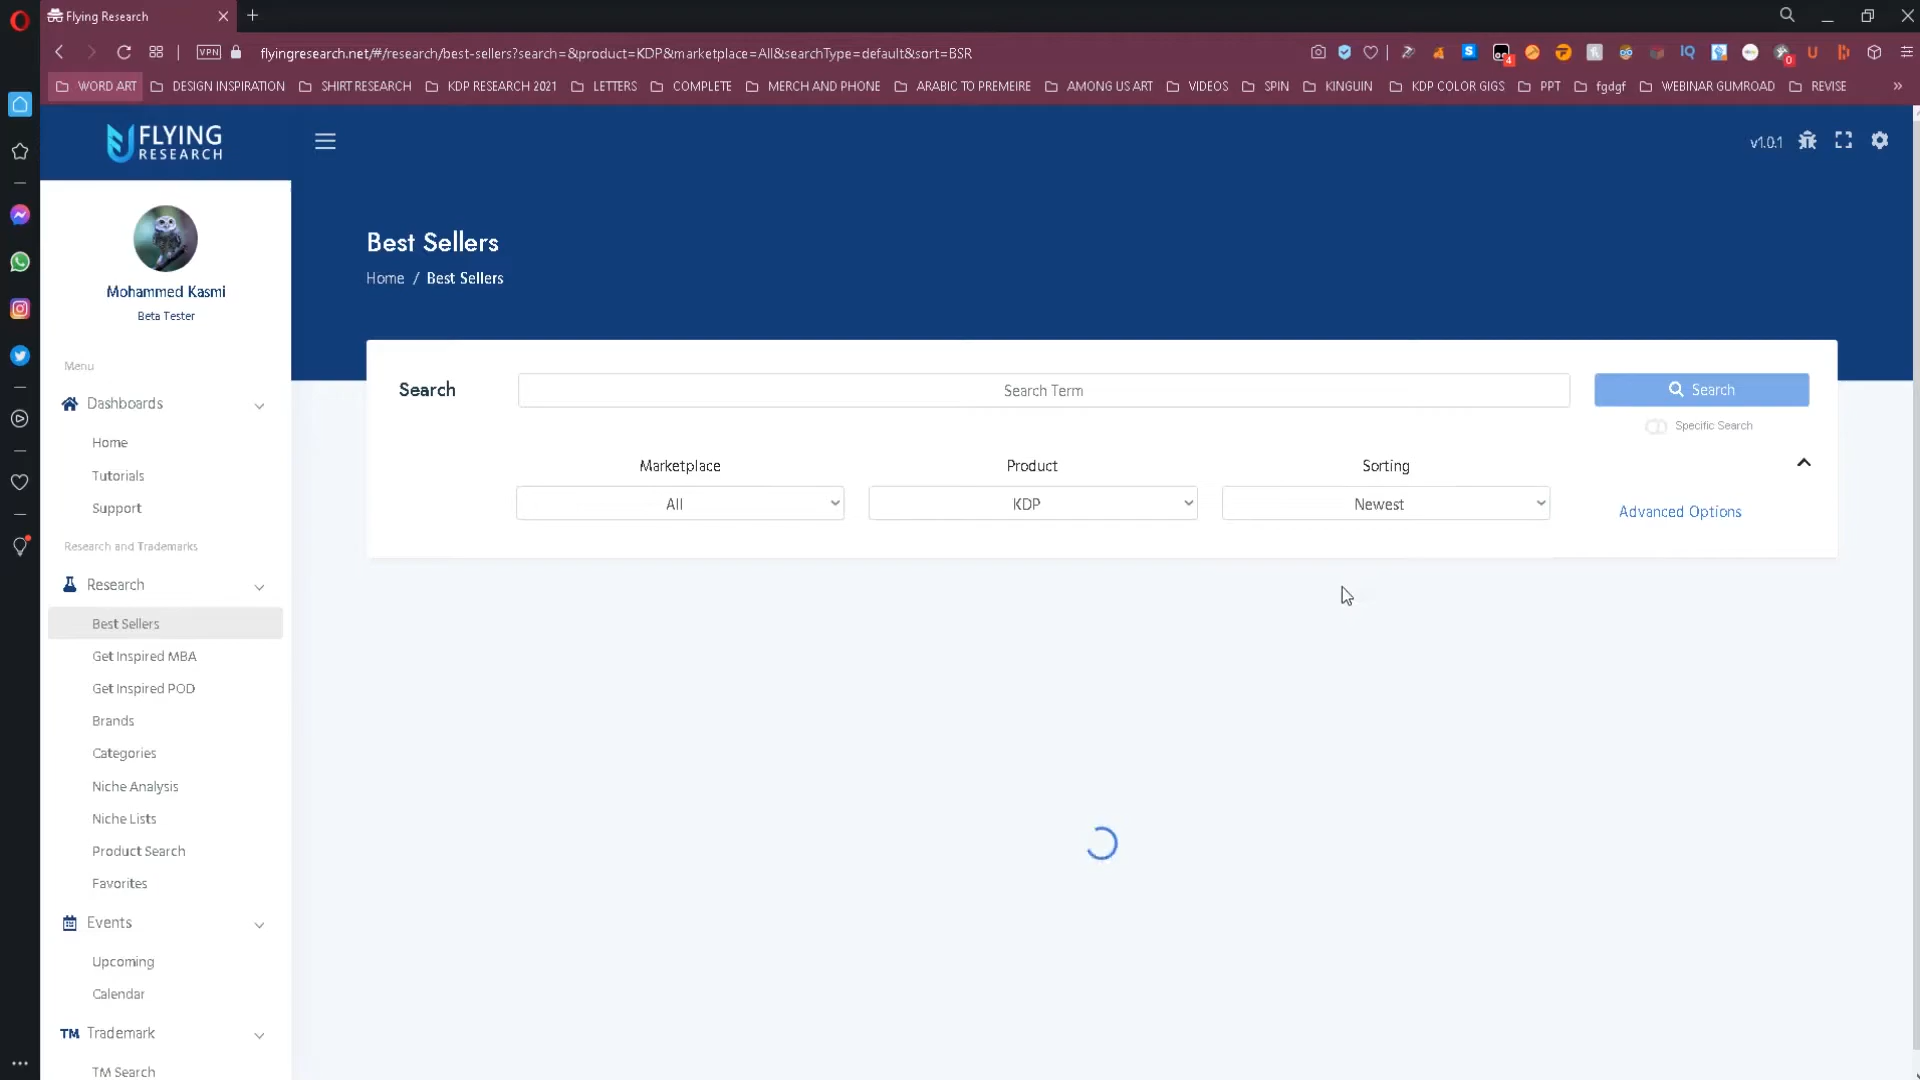 Flying Research
VPN
flyingresearch.net/#/research/best-sellers?search=&product=KDP&marketplace=All&searchType=default&sort=BSR
4
S
IQ
0
U
WORD ART
DESIGN INSPIRATION
SHIRT RESEARCH
KDP RESEARCH 2021
LETTERS
COMPLETE
MERCH AND PHONE
ARABIC TO PREMEIRE
AMONG US ART
VIDEOS
SPIN
KINGUIN
KDP COLOR GIGS
PPT
fgdgf
WEBINAR GUMROAD
REVISE
FLYING
RESEARCH
v1.0.1
Mohammed Kasmi
Beta Tester
Menu
Dashboards
Home
Tutorials
Support
Research and Trademarks
Research
Best Sellers
Get Inspired MBA
Get Inspired POD
Brands
Categories
Niche Analysis
Niche Lists
Product Search
Favorites
Events
Upcoming
Calendar
TM Trademark
TM Search
Best Sellers
Home / Best Sellers
Search
Search Term
Search
Specific Search
Marketplace
Product
Sorting
All
KDP
Newest
Advanced Options